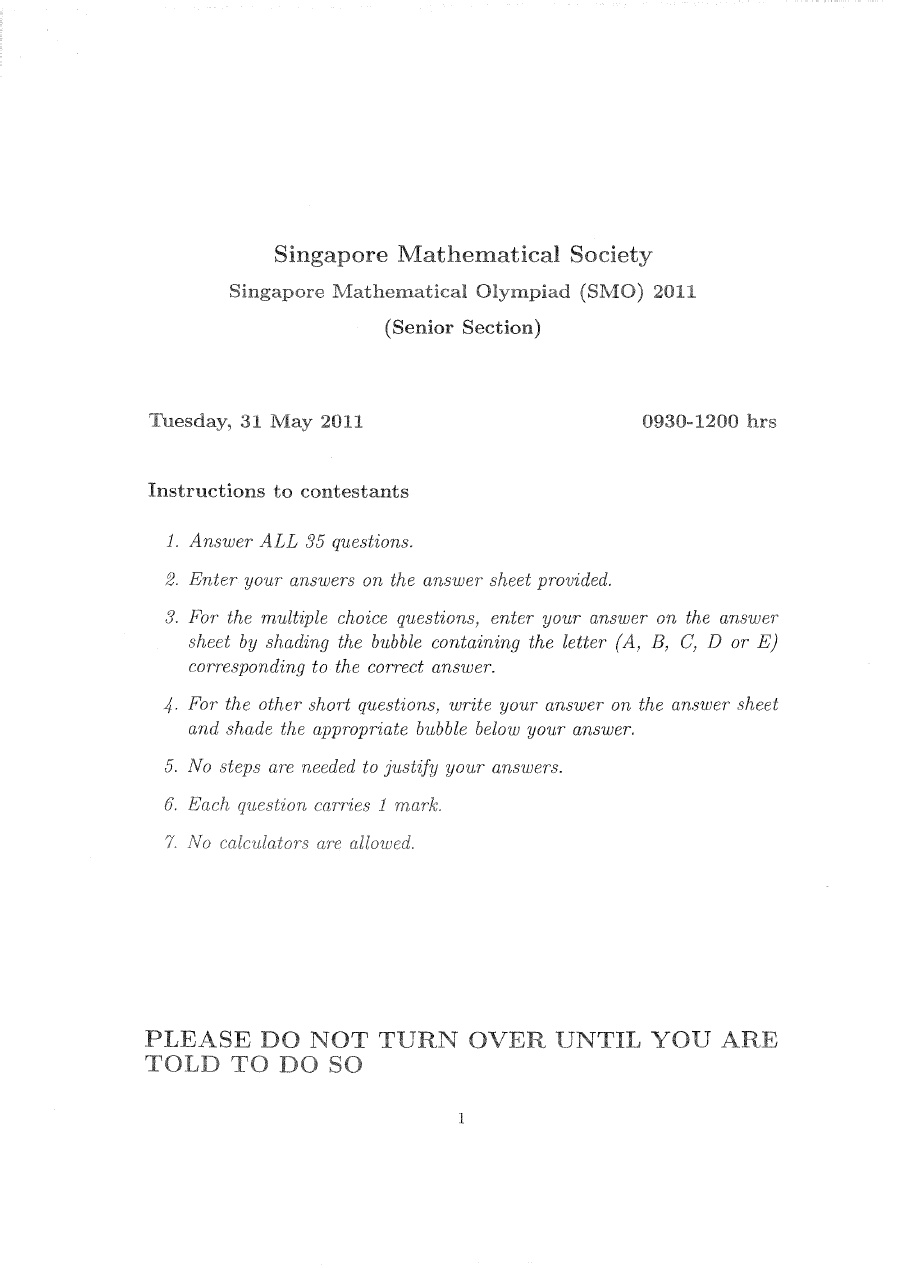 Singapore Mathematical Society
Singapore Mathematical Olympiad (SMO) 2011
(Senior Section)
Tuesday, 31 May 2011 0930-1200 hrs
Instructions to contestants
1. Answer ALL 35 questions.
2. Enter your answers on the answer sheet provided.
3. For the multiple choice questions, enter your answer on the answer
sheet by shading the bubble containing the letter (A, B, C, D or E)
corresponding to the correct answer.
4. For the other short questions, write your answer on the answer sheet
and shade the appropriate bubble below your answer.
5. No steps are needed to justify your answers.
6. Each question carries 1 mark.
7. No calculators are allowed.
PLEASE DO NOT TURN OVER UNTIL YOU ARE
TOLD TO DO SO
1